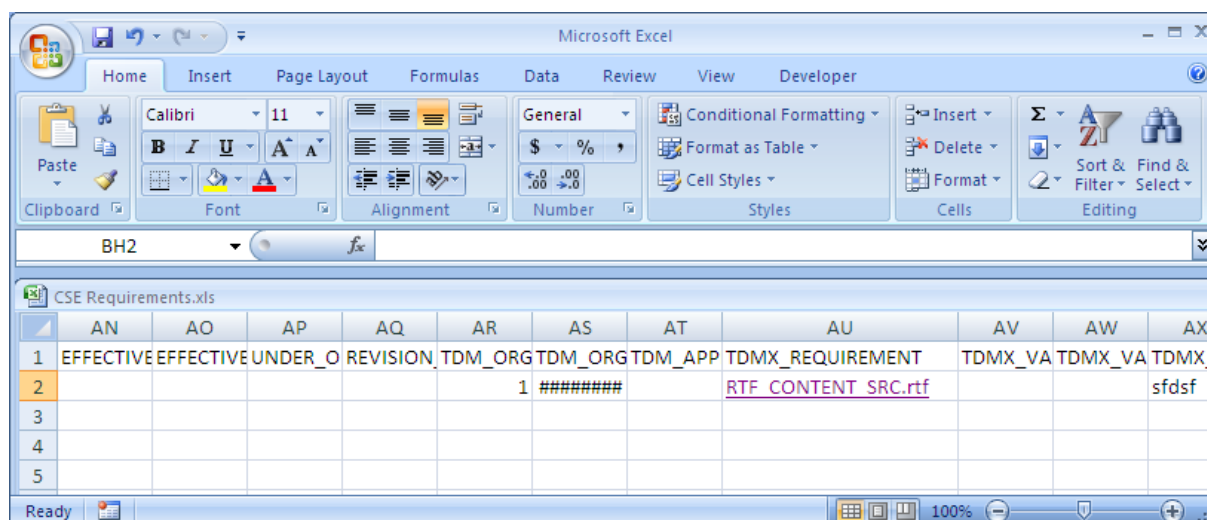 Microsoft Excel
Home Insert Page Layout Formulas Data Review View Developer
Paste
Calibri 11
B I U A A
General
$ % ,
.00 .0
Conditional Formatting
Format as Table
Cell Styles
Insert
Delete
Format
Σ
Sort & Filter
Find & Select
Clipboard Font Alignment Number Styles Cells Editing
BH2 fx
CSE Requirements.xls
AN AO AP AQ AR AS AT AU AV AW AX
1 EFFECTIVE EFFECTIVE UNDER_O REVISION_ TDM_ORG TDM_ORG TDM_APP TDMX_REQUIREMENT TDMX_VA TDMX_VA TDMX_
2 1 ######## RTF_CONTENT_SRC.rtf sfdsf
3
4
5
Ready 100%